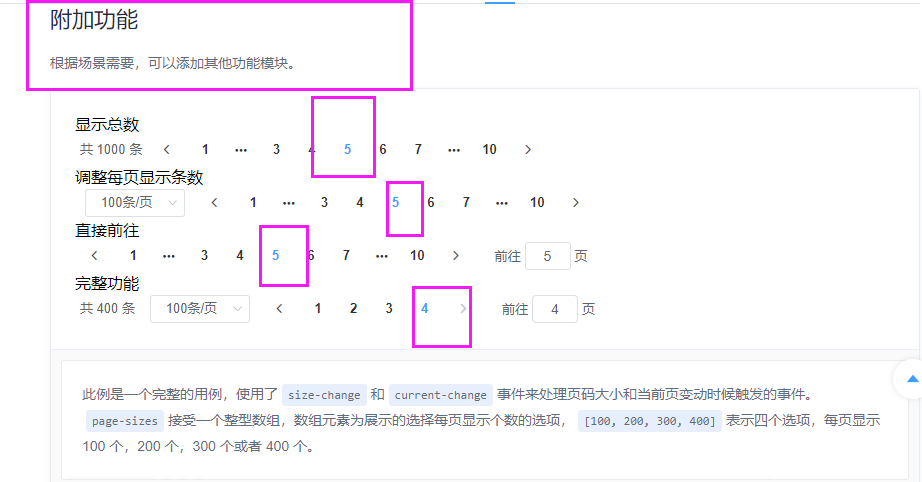 附加功能
根据场景需要，可以添加其他功能模块。
显示总数
共 1000 条 < 1 ••• 3 4 5 6 7 ••• 10 >
调整每页显示条数
100条/页 < 1 ••• 3 4 5 6 7 ••• 10 >
直接前往
< 1 ••• 3 4 5 6 7 ••• 10 > 前往 5 页
完整功能
共 400 条 100条/页 < 1 2 3 4 > 前往 4 页
此例是一个完整的用例，使用了 size-change 和 current-change 事件来处理页码大小和当前页变动时候触发的事件。
page-sizes 接受一个整型数组，数组元素为展示的选择每页显示个数的选项， [100, 200, 300, 400] 表示四个选项，每页显示
100 个，200 个，300 个或者 400 个。